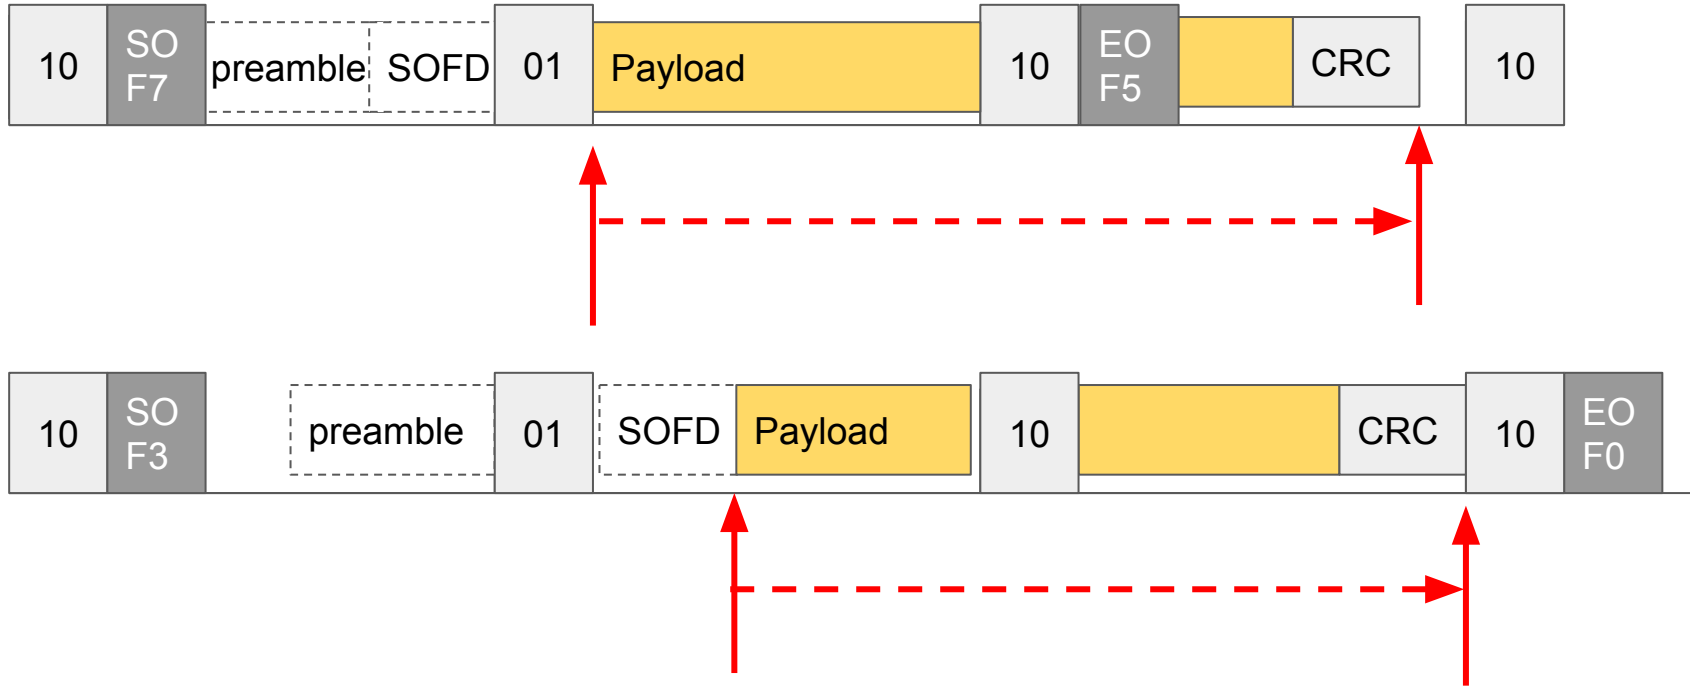 10 SO F7 preamble SOFD 01 Payload 10 EO F5 CRC 10
10 SO F3 preamble 01 SOFD Payload 10 CRC 10 EO F0